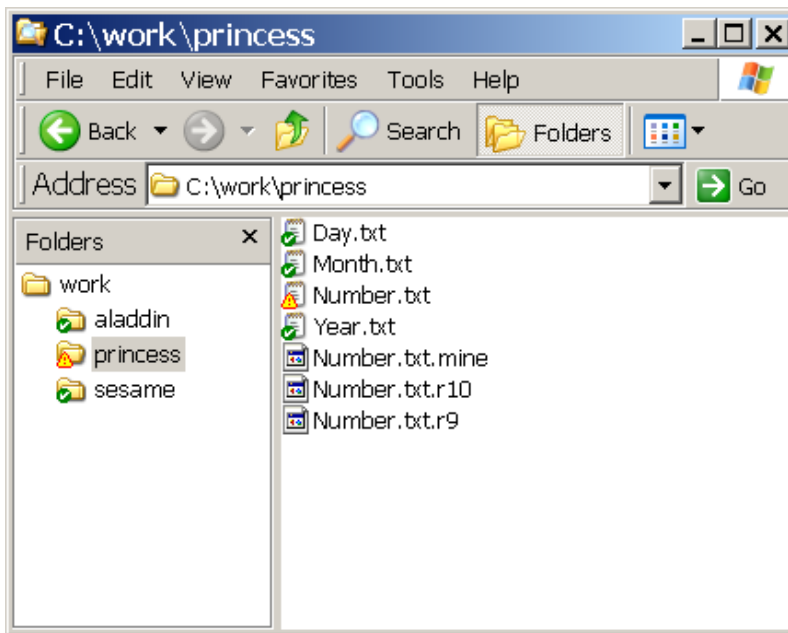 C:\work\princess
File Edit View Favorites Tools Help
Back Search Folders
Address C:\work\princess Go
Folders
work
aladdin
princess
sesame
Day.txt
Month.txt
Number.txt
Year.txt
Number.txt.mine
Number.txt.r10
Number.txt.r9